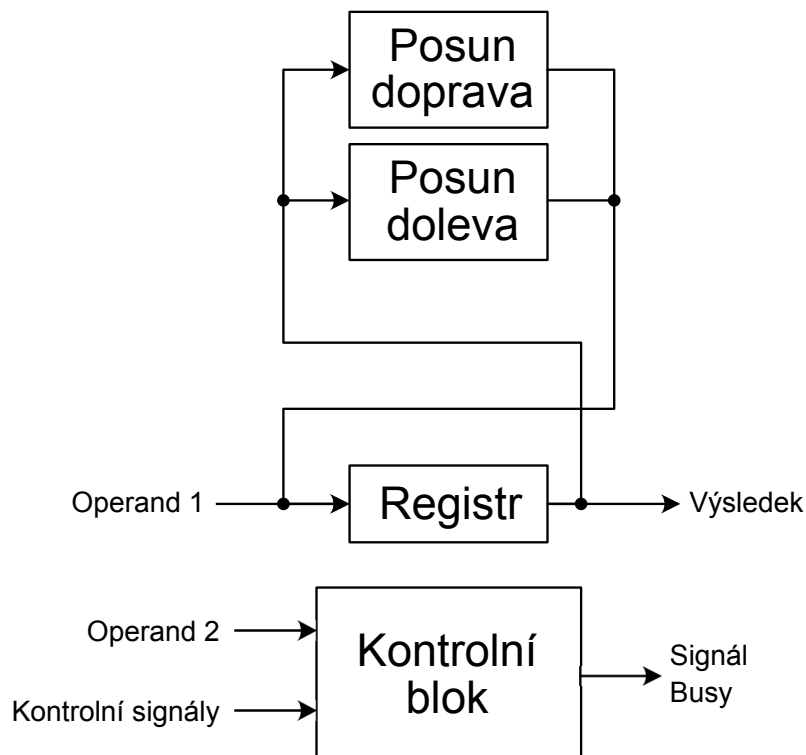 Posun
doprava
Posun
doleva
Operand 1
Registr
Výsledek
Operand 2
Kontrolní signály
Kontrolní
blok
Signál
Busy